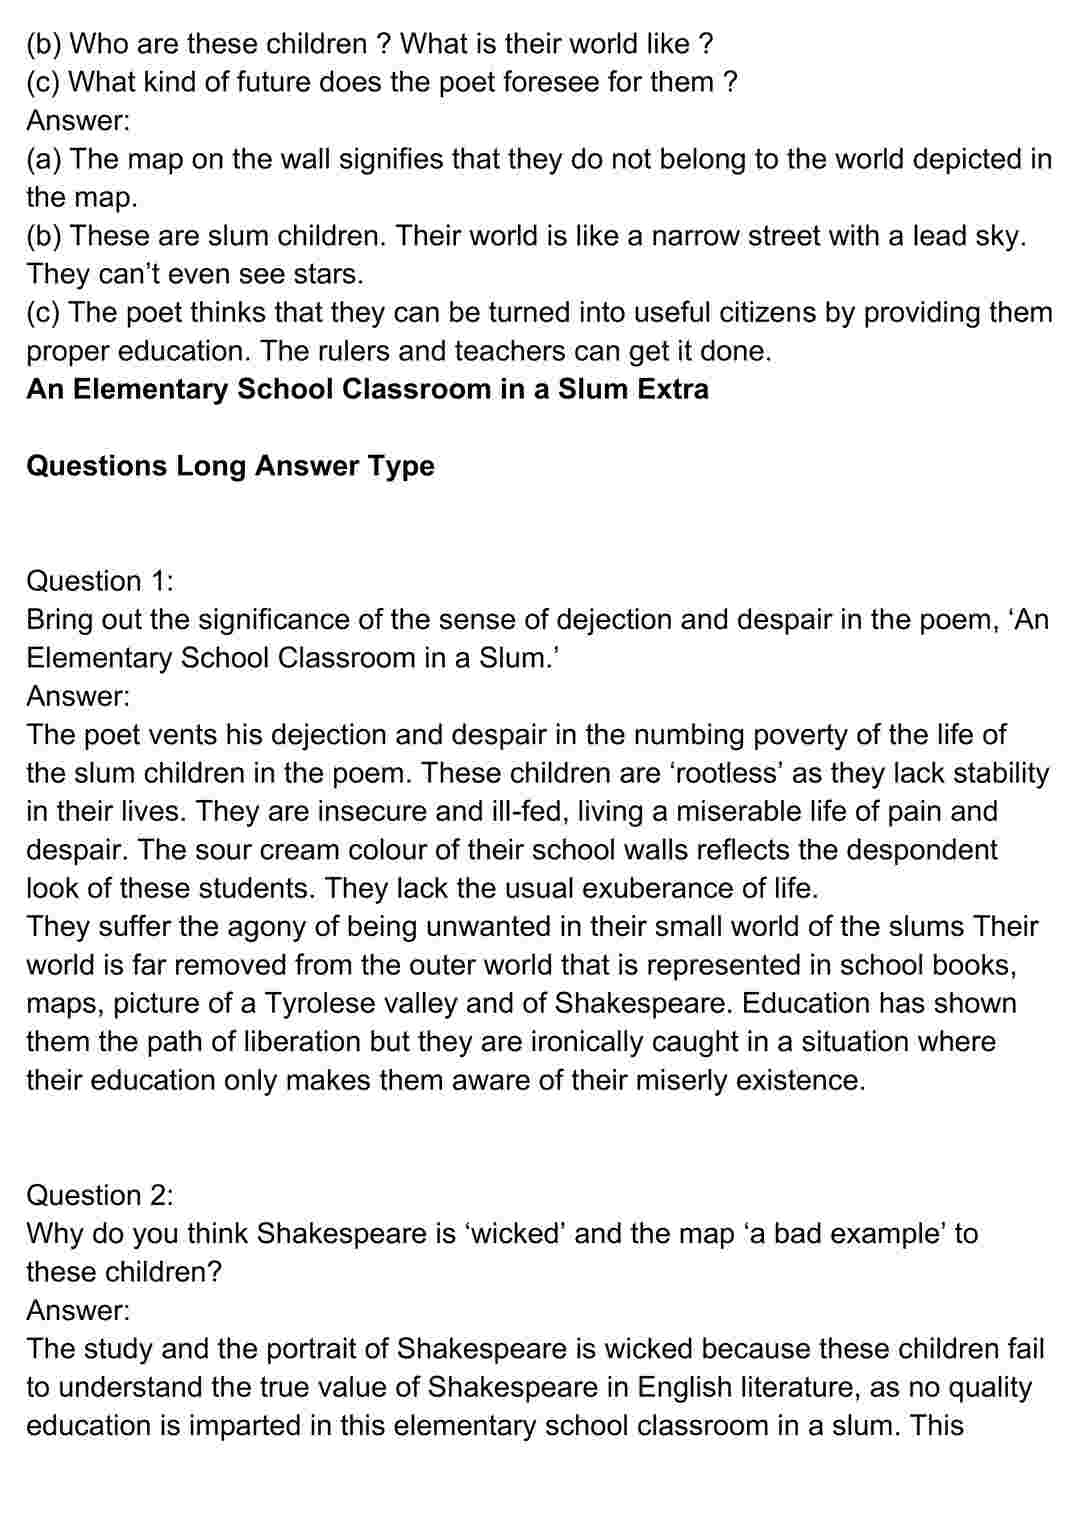 (b) Who are these children ? What is their world like ?
(c) What kind of future does the poet foresee for them ?
Answer:
(a) The map on the wall signifies that they do not belong to the world depicted in
the map.
(b) These are slum children. Their world is like a narrow street with a lead sky.
They can’t even see stars.
(c) The poet thinks that they can be turned into useful citizens by providing them
proper education. The rulers and teachers can get it done.
An Elementary School Classroom in a Slum Extra
Questions Long Answer Type
Question 1:
Bring out the significance of the sense of dejection and despair in the poem, ‘An
Elementary School Classroom in a Slum.’
Answer:
The poet vents his dejection and despair in the numbing poverty of the life of
the slum children in the poem. These children are ‘rootless’ as they lack stability
in their lives. They are insecure and ill-fed, living a miserable life of pain and
despair. The sour cream colour of their school walls reflects the despondent
look of these students. They lack the usual exuberance of life.
They suffer the agony of being unwanted in their small world of the slums Their
world is far removed from the outer world that is represented in school books,
maps, picture of a Tyrolese valley and of Shakespeare. Education has shown
them the path of liberation but they are ironically caught in a situation where
their education only makes them aware of their miserly existence.
Question 2:
Why do you think Shakespeare is ‘wicked’ and the map ‘a bad example’ to
these children?
Answer:
The study and the portrait of Shakespeare is wicked because these children fail
to understand the true value of Shakespeare in English literature, as no quality
education is imparted in this elementary school classroom in a slum. This